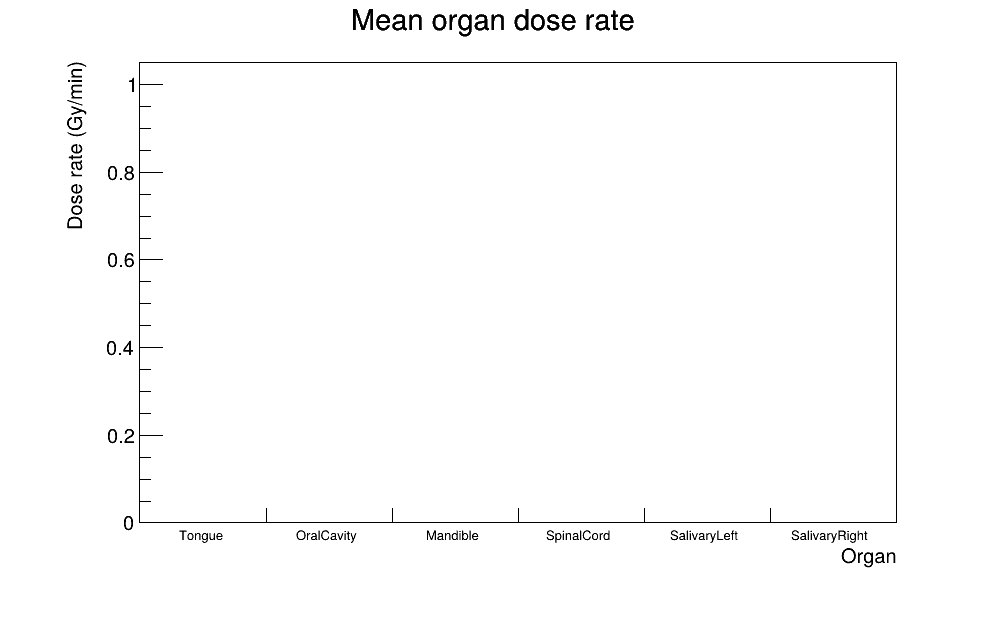 Mean organ dose rate
Dose rate (Gy/min)
1
0.8
0.6
0.4
0.2
0
Tongue OralCavity Mandible SpinalCord SalivaryLeft SalivaryRight
Organ